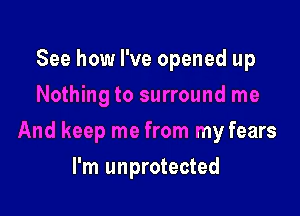 See how I've opened up
Nothing to surround me
And keep me from my fears
I'm unprotected